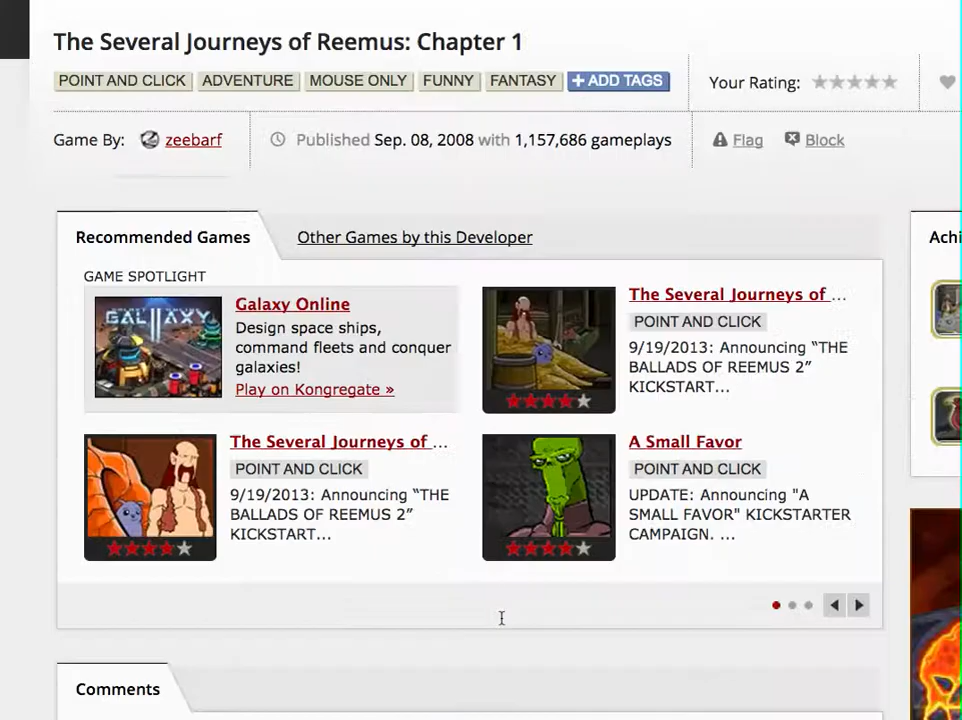 The Several Journeys of Reemus: Chapter 1
POINT AND CLICK ADVENTURE MOUSE ONLY FUNNY FANTASY + ADD TAGS
Your Rating:
Game By: zeebarf
Published Sep. 08, 2008 with 1,157,686 gameplays
Flag Block
Recommended Games
Other Games by this Developer
Achi
GAME SPOTLIGHT
GALAXY
II
Galaxy Online
Design space ships,
command fleets and conquer
galaxies!
Play on Kongregate »
The Several Journeys of ...
POINT AND CLICK
9/19/2013: Announcing “THE
BALLADS OF REEMUS 2”
KICKSTART...
The Several Journeys of ...
POINT AND CLICK
9/19/2013: Announcing “THE
BALLADS OF REEMUS 2”
KICKSTART...
A Small Favor
POINT AND CLICK
UPDATE: Announcing "A
SMALL FAVOR" KICKSTARTER
CAMPAIGN. ...
Comments